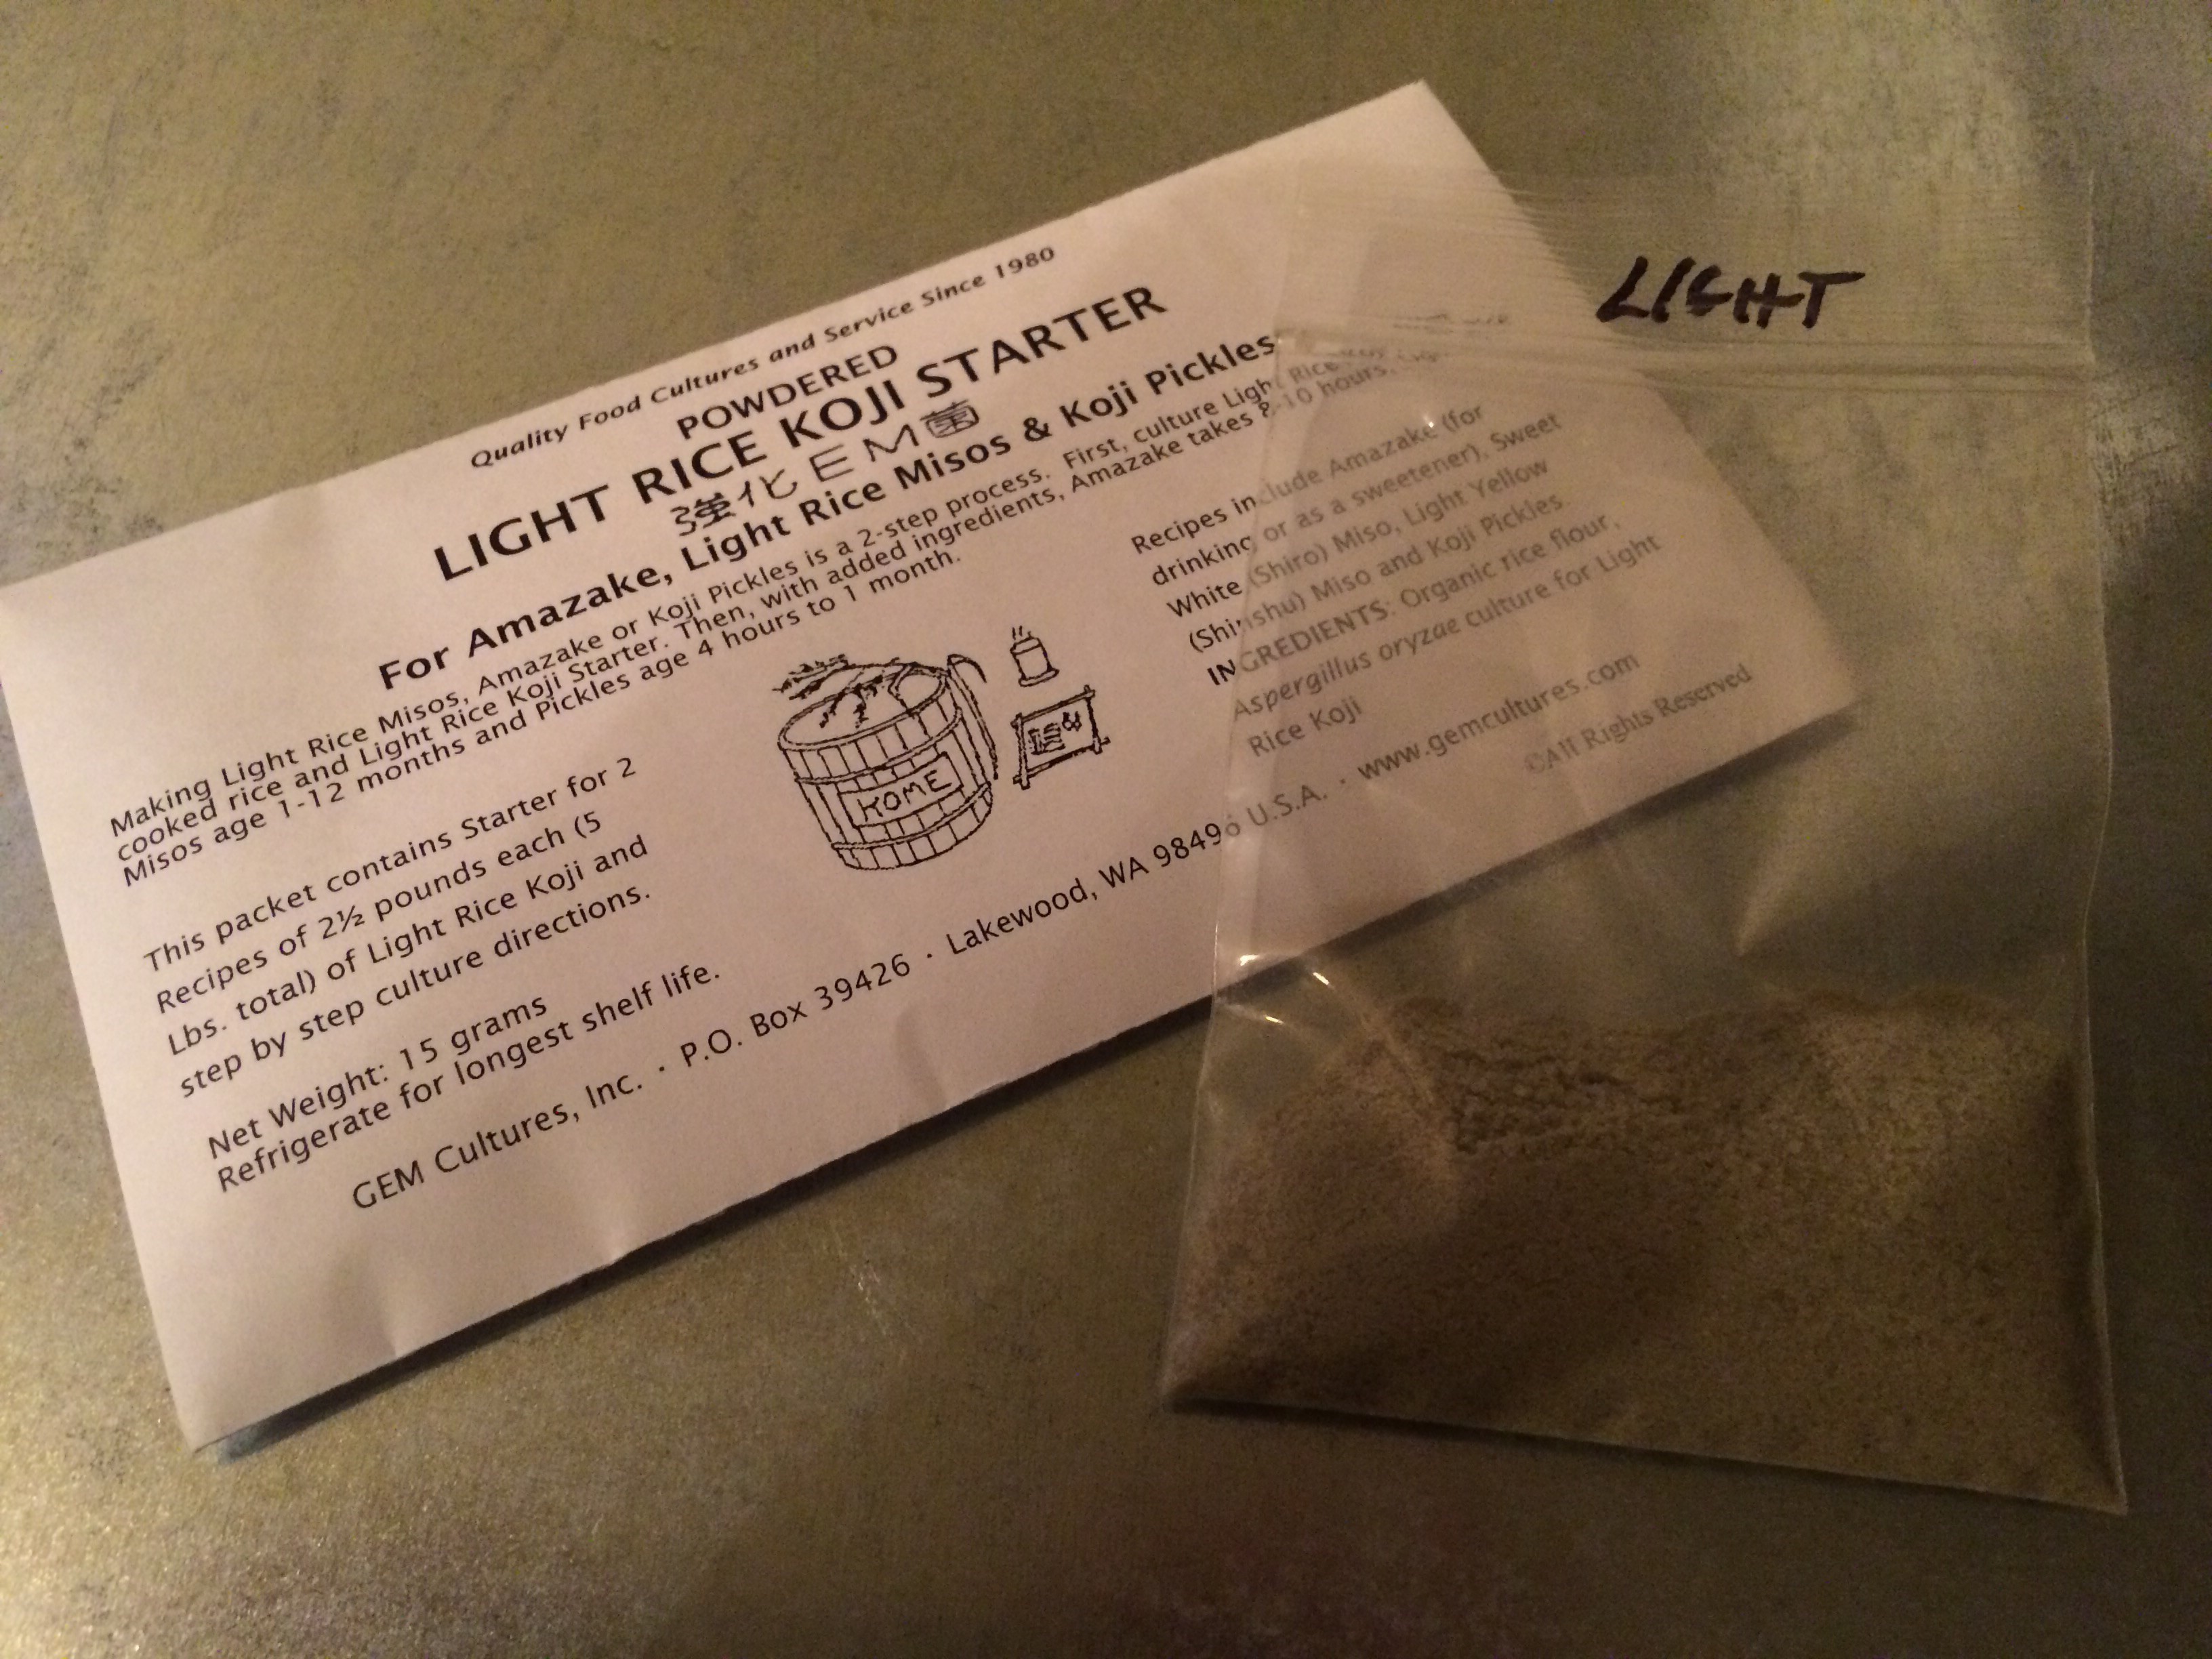 Quality Food Cultures and Service Since 1980
POWDERED
LIGHT RICE KOJI STARTER
強化EM菌
For Amazake, Light Rice Misos & Koji Pickles
Making Light Rice Misos, Amazake or Koji Pickles is a 2-step process. First, culture Light Rice
cooked rice and Light Rice Koji Starter. Then, with added ingredients, Amazake takes 8-10 hours,
Misos age 1-12 months and Pickles age 4 hours to 1 month.
This packet contains Starter for 2
Recipes of 2½ pounds each (5
Lbs. total) of Light Rice Koji and
step by step culture directions.
Net Weight: 15 grams
Refrigerate for longest shelf life.
KOME
Recipes include Amazake (for
drinking or as a sweetener), Sweet
White (Shiro) Miso, Light Yellow
(Shinshu) Miso and Koji Pickles.
INGREDIENTS: Organic rice flour,
Aspergillus oryzae culture for Light
Rice Koji
GEM Cultures, Inc. · P.O. Box 39426 · Lakewood, WA 98496 U.S.A. · www.gemcultures.com
©All Rights Reserved
LIGHT